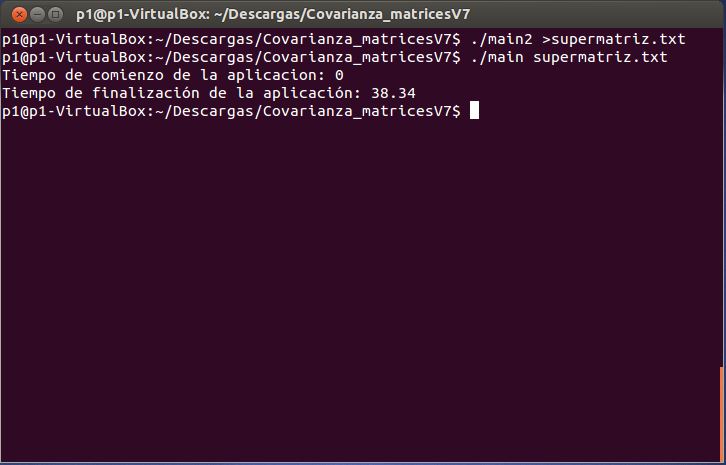 p1@p1-VirtualBox: ~/Descargas/Covarianza_matricesV7
p1@p1-VirtualBox:~/Descargas/Covarianza_matricesV7$ ./main2 >supermatriz.txt
p1@p1-VirtualBox:~/Descargas/Covarianza_matricesV7$ ./main supermatriz.txt
Tiempo de comienzo de la aplicacion: 0
Tiempo de finalización de la aplicación: 38.34
p1@p1-VirtualBox:~/Descargas/Covarianza_matricesV7$